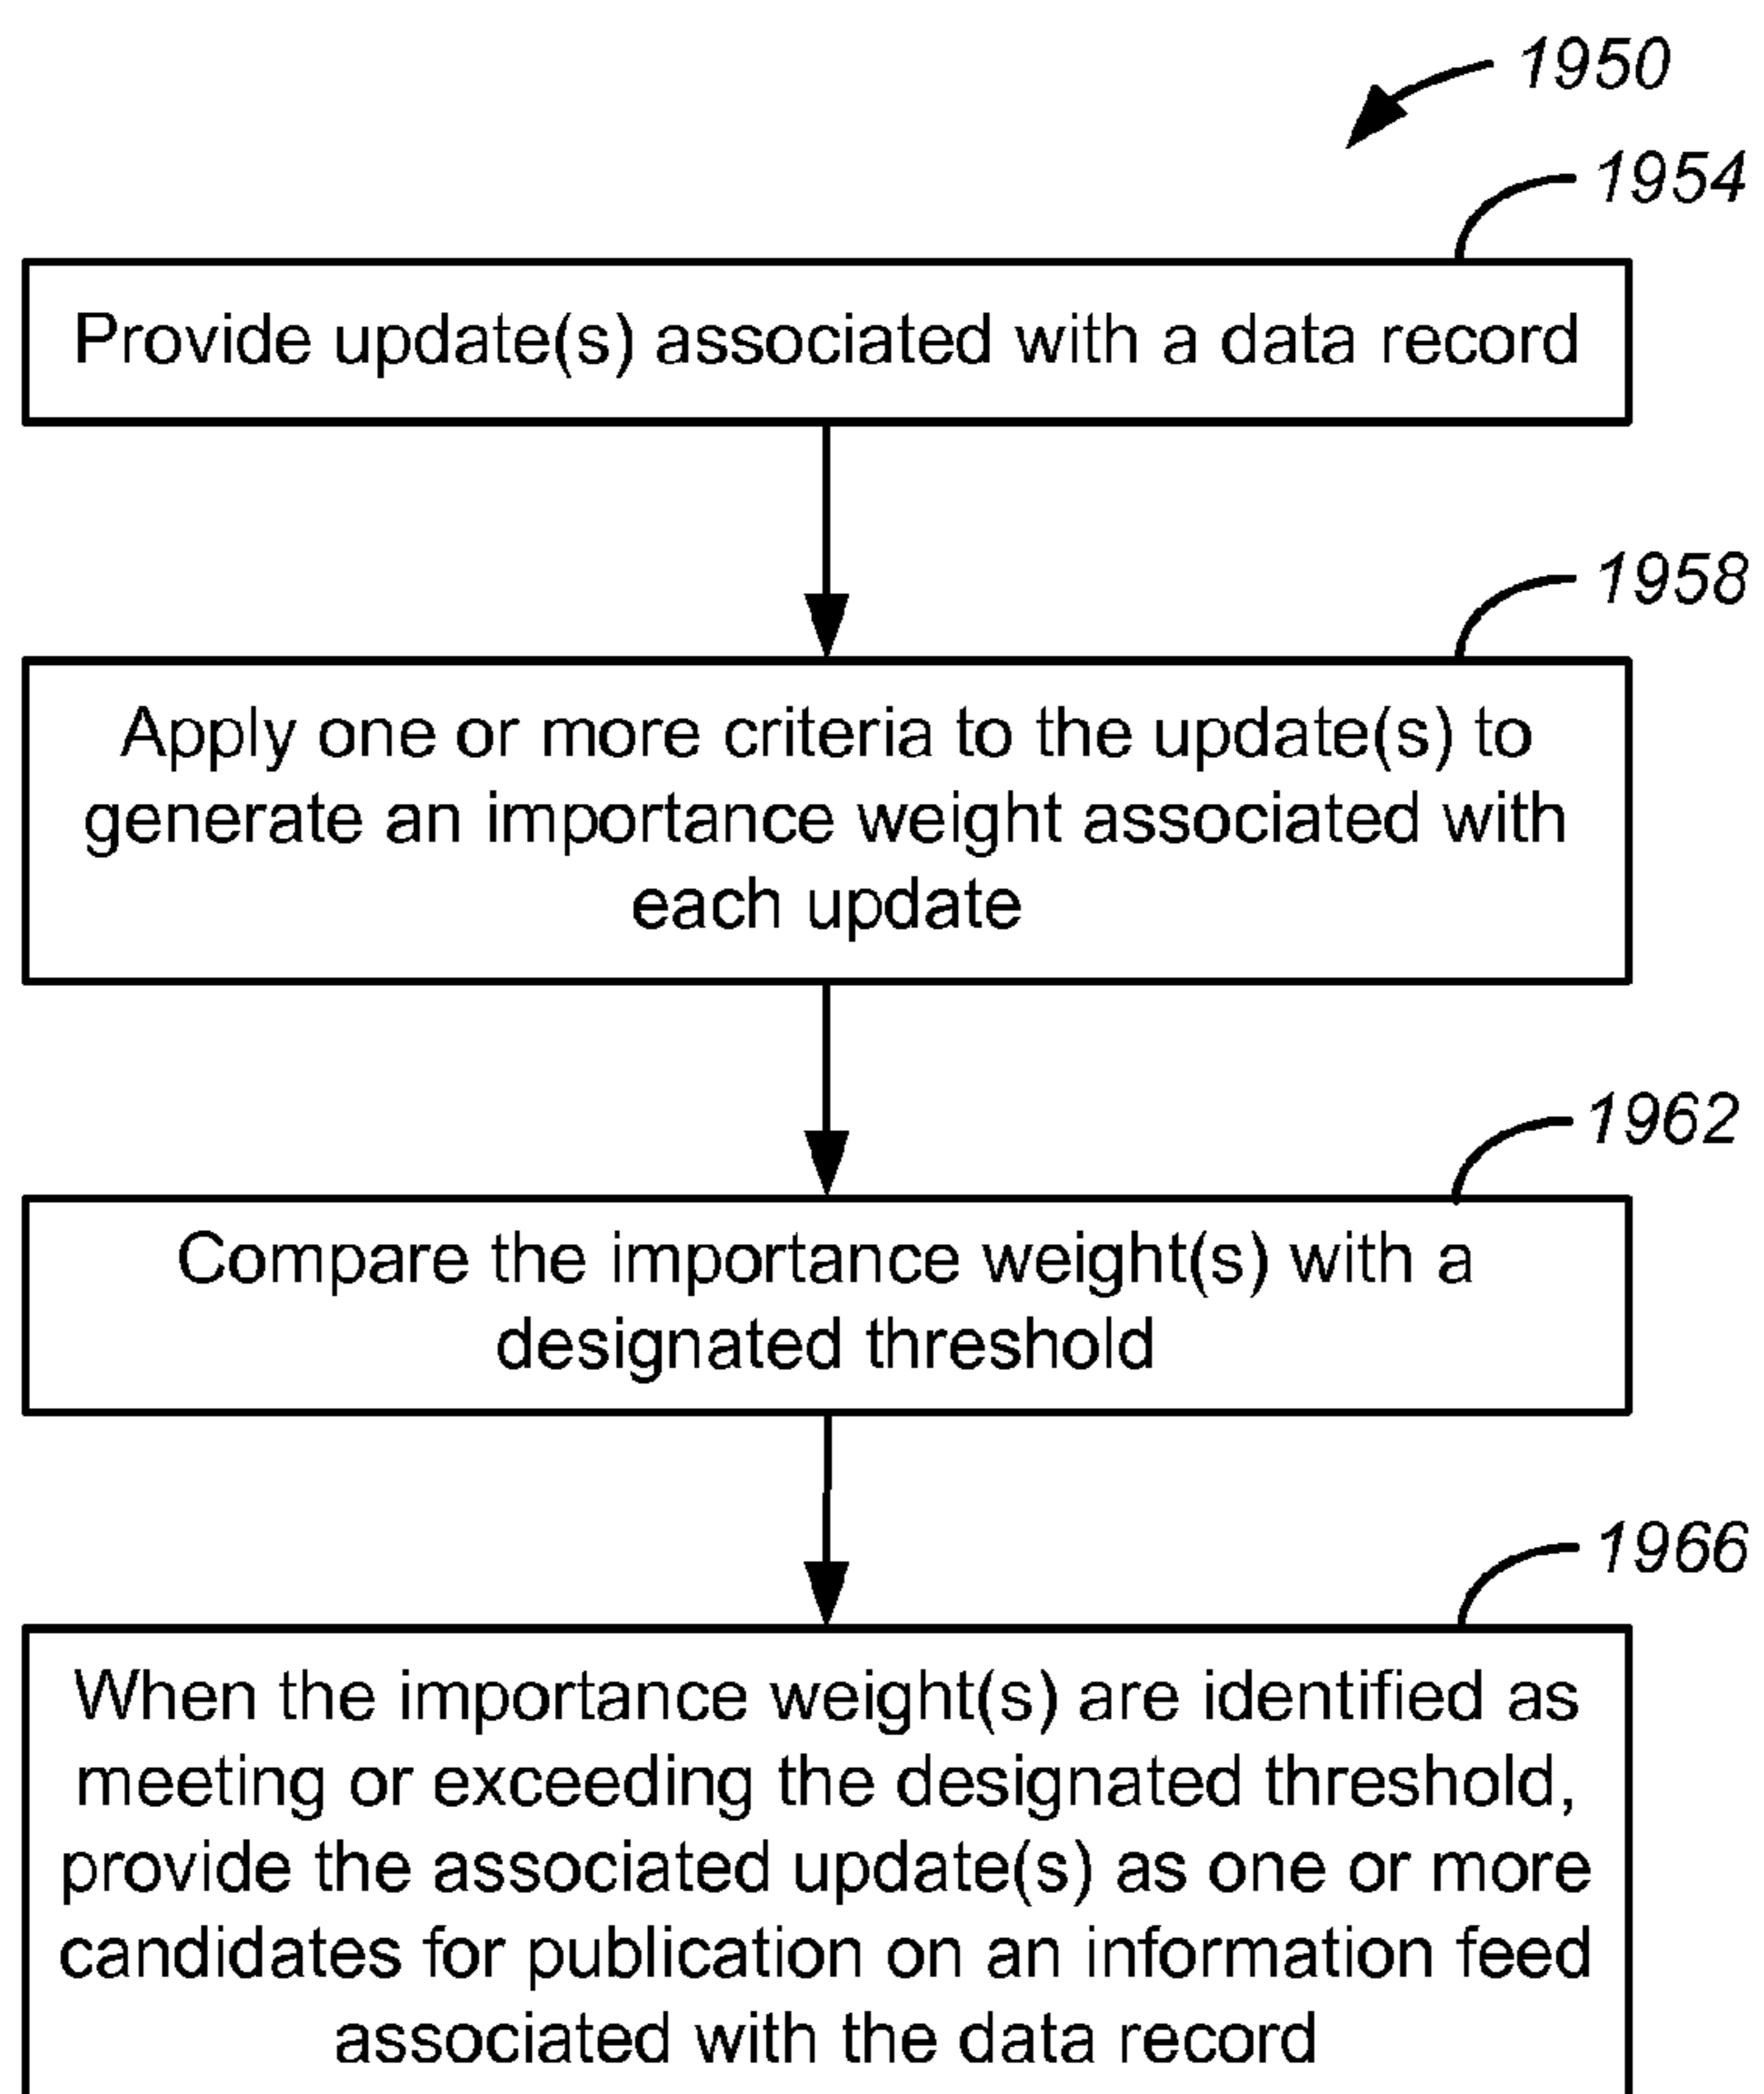 1950
1954
Provide update(s) associated with a data record
1958
Apply one or more criteria to the update(s) to
generate an importance weight associated with
each update
1962
Compare the importance weight(s) with a
designated threshold
1966
When the importance weight(s) are identified as
meeting or exceeding the designated threshold,
provide the associated update(s) as one or more
candidates for publication on an information feed
associated with the data record